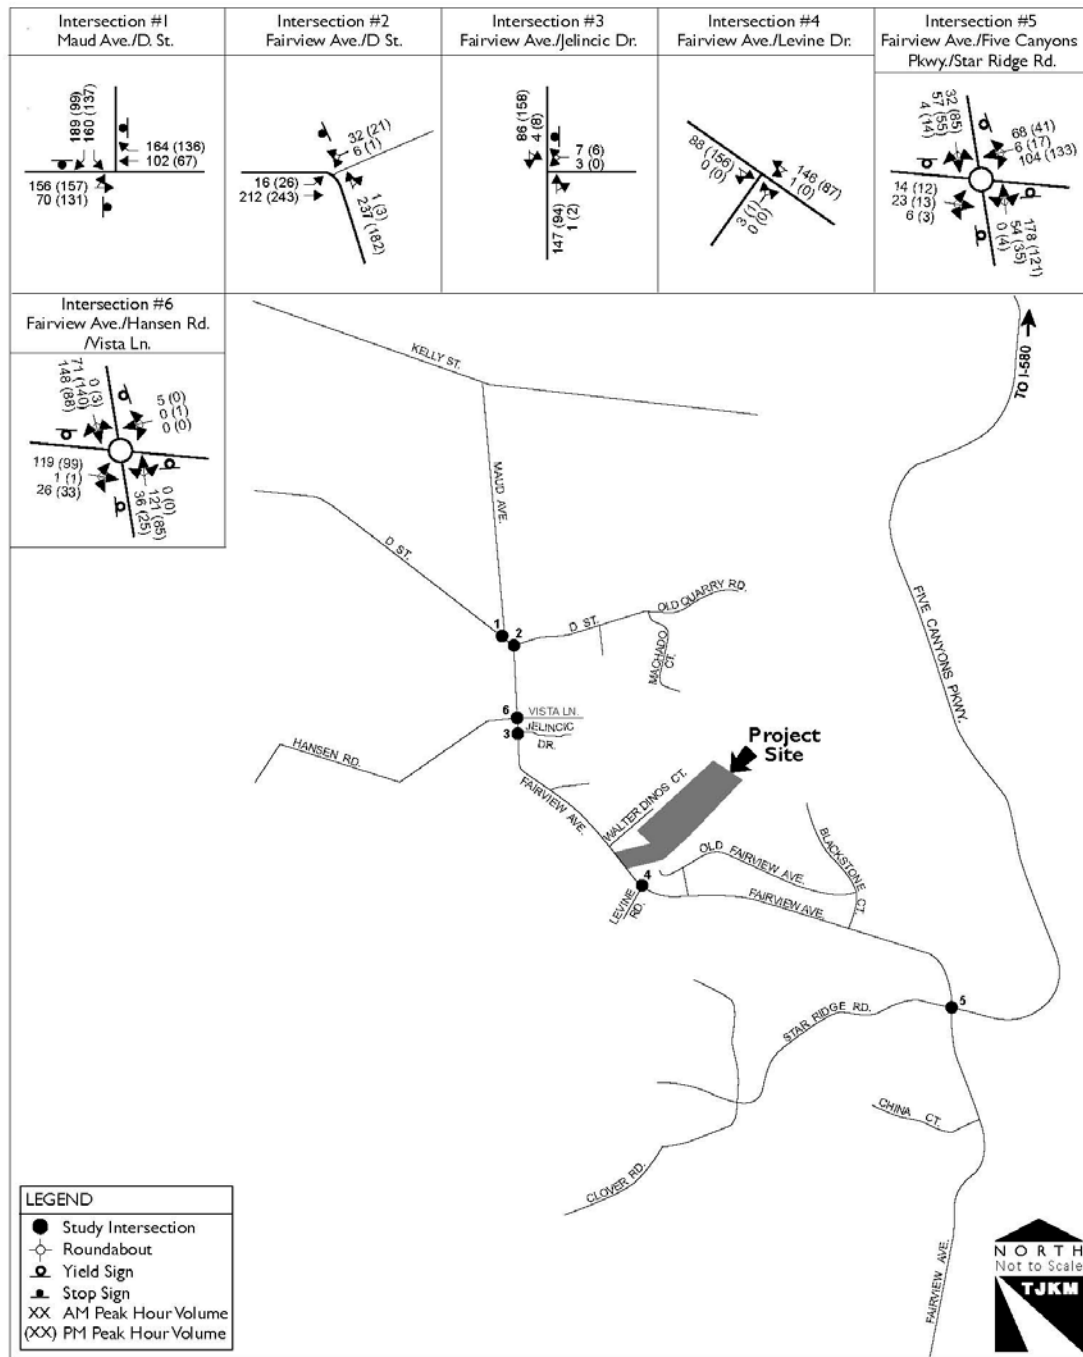 Intersection #1
Maud Ave./D. St.
Intersection #2
Fairview Ave./D St.
Intersection #3
Fairview Ave./Jelincic Dr.
Intersection #4
Fairview Ave./Levine Dr.
Intersection #5
Fairview Ave./Five Canyons
Pkwy./Star Ridge Rd.
189 (99)
160 (137)
164 (136)
102 (67)
156 (157)
70 (131)
32 (21)
6 (1)
16 (26)
212 (243)
1 (3)
237 (182)
86 (158)
4 (8)
7 (6)
3 (0)
147 (94)
1 (2)
88 (156)
0 (0)
146 (87)
1 (0)
3 (1)
0 (0)
32 (85)
57 (55)
4 (14)
68 (41)
6 (17)
104 (133)
14 (12)
23 (13)
6 (3)
178 (121)
54 (35)
0 (4)
Intersection #6
Fairview Ave./Hansen Rd.
/Vista Ln.
0 (3)
71 (140)
148 (88)
5 (0)
0 (1)
0 (0)
119 (99)
1 (1)
26 (33)
0 (0)
121 (85)
36 (25)
KELLY ST.
TO I-580
MAUD AVE.
D ST.
1
2
D ST.
OLD QUARRY RD.
MACHADO
CT.
FIVE CANYONS PKWY.
6
VISTA LN.
3
JELINCIC
DR.
HANSEN RD.
Project
Site
FAIRVIEW AVE.
WALTER DINOS CT.
BLACKSTONE
CT.
OLD FAIRVIEW AVE.
4
LEVINE
RD.
FAIRVIEW AVE.
5
STAR RIDGE RD.
CHINA CT.
CLOVER RD.
FAIRVIEW AVE.
LEGEND
Study Intersection
Roundabout
Yield Sign
Stop Sign
XX AM Peak Hour Volume
(XX) PM Peak Hour Volume
NORTH
Not to Scale
TJKM